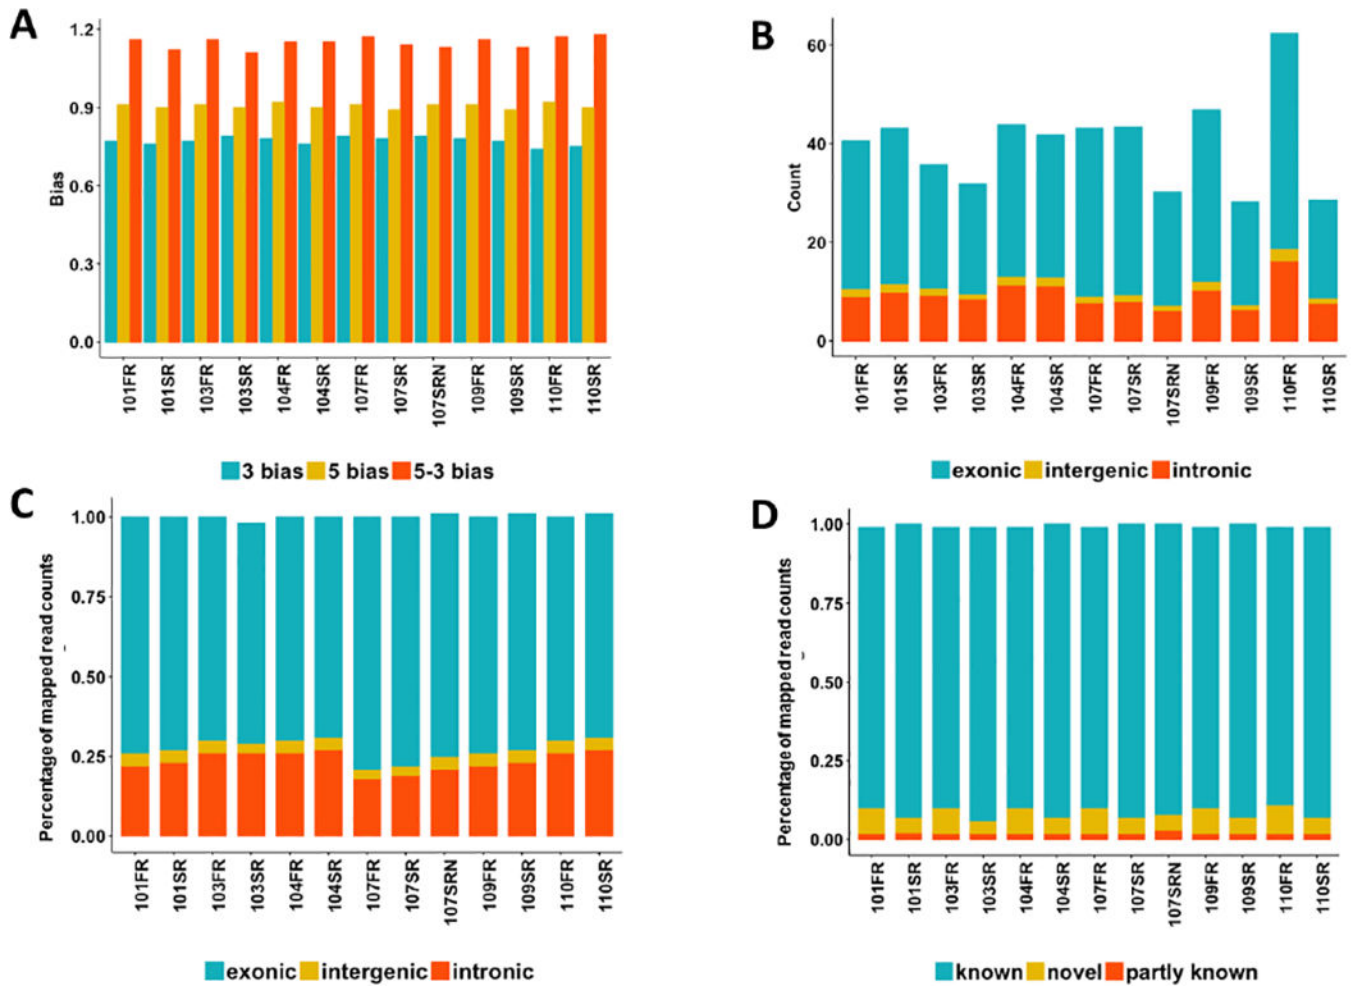 A
1.2
0.9
0.6
0.3
0.0
Bias
101FR 101SR 103FR 103SR 104FR 104SR 107FR 107SR 107SRN 109FR 109SR 110FR 110SR
3 bias 5 bias 5-3 bias
B
60
40
20
0
Count
101FR 101SR 103FR 103SR 104FR 104SR 107FR 107SR 107SRN 109FR 109SR 110FR 110SR
exonic intergenic intronic
C
1.00
0.75
0.50
0.25
0.00
Percentage of mapped read counts
101FR 101SR 103FR 103SR 104FR 104SR 107FR 107SR 107SRN 109FR 109SR 110FR 110SR
exonic intergenic intronic
D
1.00
0.75
0.50
0.25
0.00
Percentage of mapped read counts
101FR 101SR 103FR 103SR 104FR 104SR 107FR 107SR 107SRN 109FR 109SR 110FR 110SR
known novel partly known